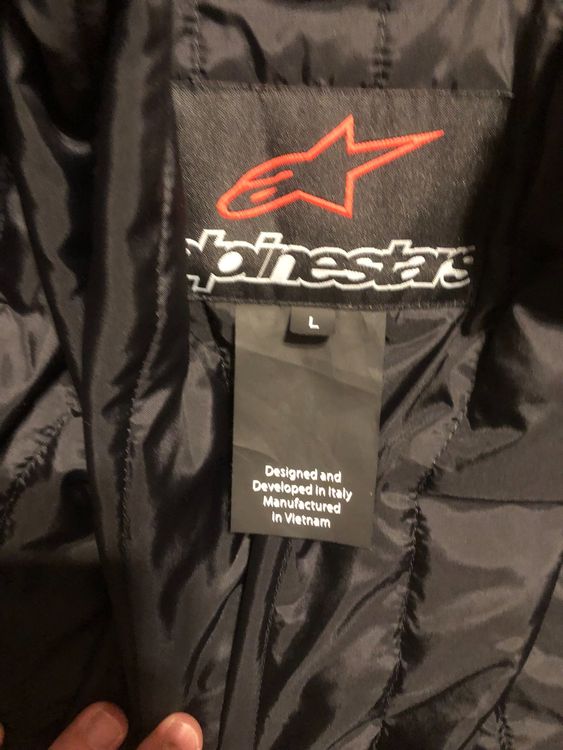 alpinestars
L
Designed and
Developed in Italy
Manufactured
in Vietnam